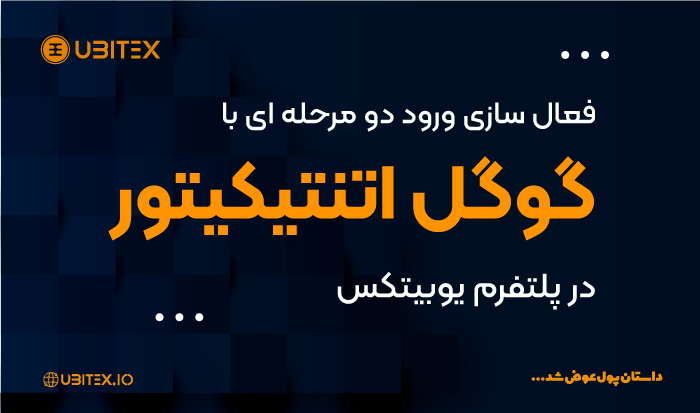 UBITEX
فعال سازی ورود دو مرحله ای با
گوگل اتنتیکیتور
در پلتفرم یوبیتکس
UBITEX.IO
داستان پول عوض شد...